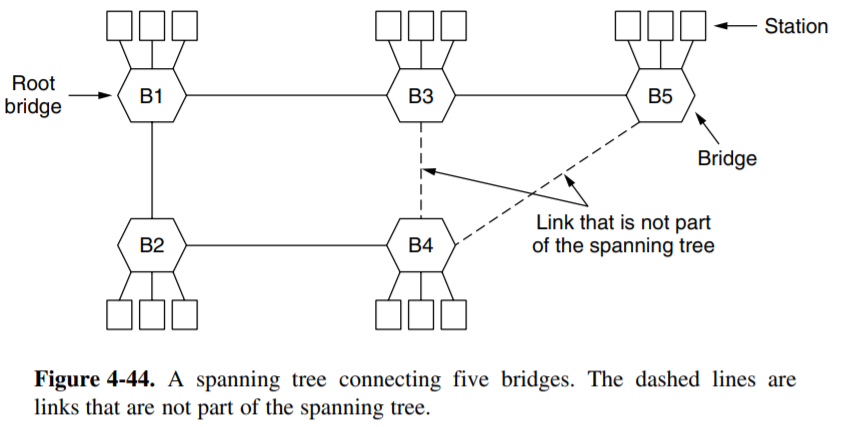 Station
Root
bridge
B1
B3
B5
Bridge
Link that is not part
of the spanning tree
B2
B4
Figure 4-44. A spanning tree connecting five bridges. The dashed lines are
links that are not part of the spanning tree.